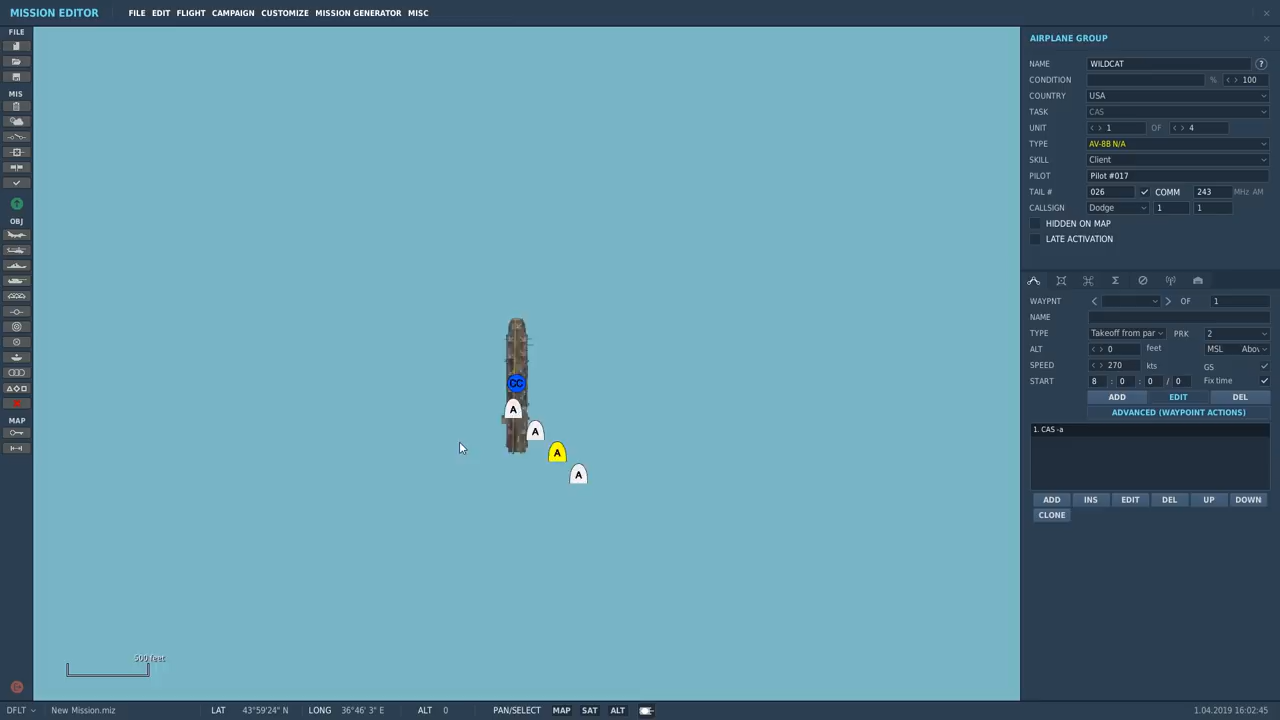 MISSION EDITOR FILE EDIT FLIGHT CAMPAIGN CUSTOMIZE MISSION GENERATOR MISC
FILE
MIS
OBJ
MAP
CC
A
A
A
A
500 feet
AIRPLANE GROUP
NAME WILDCAT ?
CONDITION % 100
COUNTRY USA
TASK CAS
UNIT 1 OF 4
TYPE AV-8B N/A
SKILL Client
PILOT Pilot #017
TAIL # 026 COMM 243 MHz AM
CALLSIGN Dodge 1 1
HIDDEN ON MAP
LATE ACTIVATION
WAYPNT OF 1
NAME
TYPE Takeoff from par PRK 2
ALT 0 feet MSL Abov
SPEED 270 kts GS
START 8 : 0 : 0 / 0 Fix time
ADD EDIT DEL
ADVANCED (WAYPOINT ACTIONS)
1. CAS -a
ADD INS EDIT DEL UP DOWN
CLONE
DFLT New Mission.miz LAT 43°59'24" N LONG 36°46' 3" E ALT 0 PAN/SELECT MAP SAT ALT 1.04.2019 16:02:45